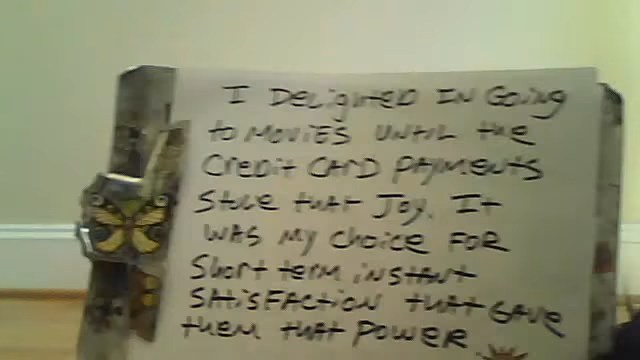 I DELIGHTED IN GOING
to MOVIES UNTIL the
CREDIT CARD PAYMENTS
Stole that Joy. It
WAS my choice FOR
Short term instant
SATISFACTION that GAVE
them that POWER